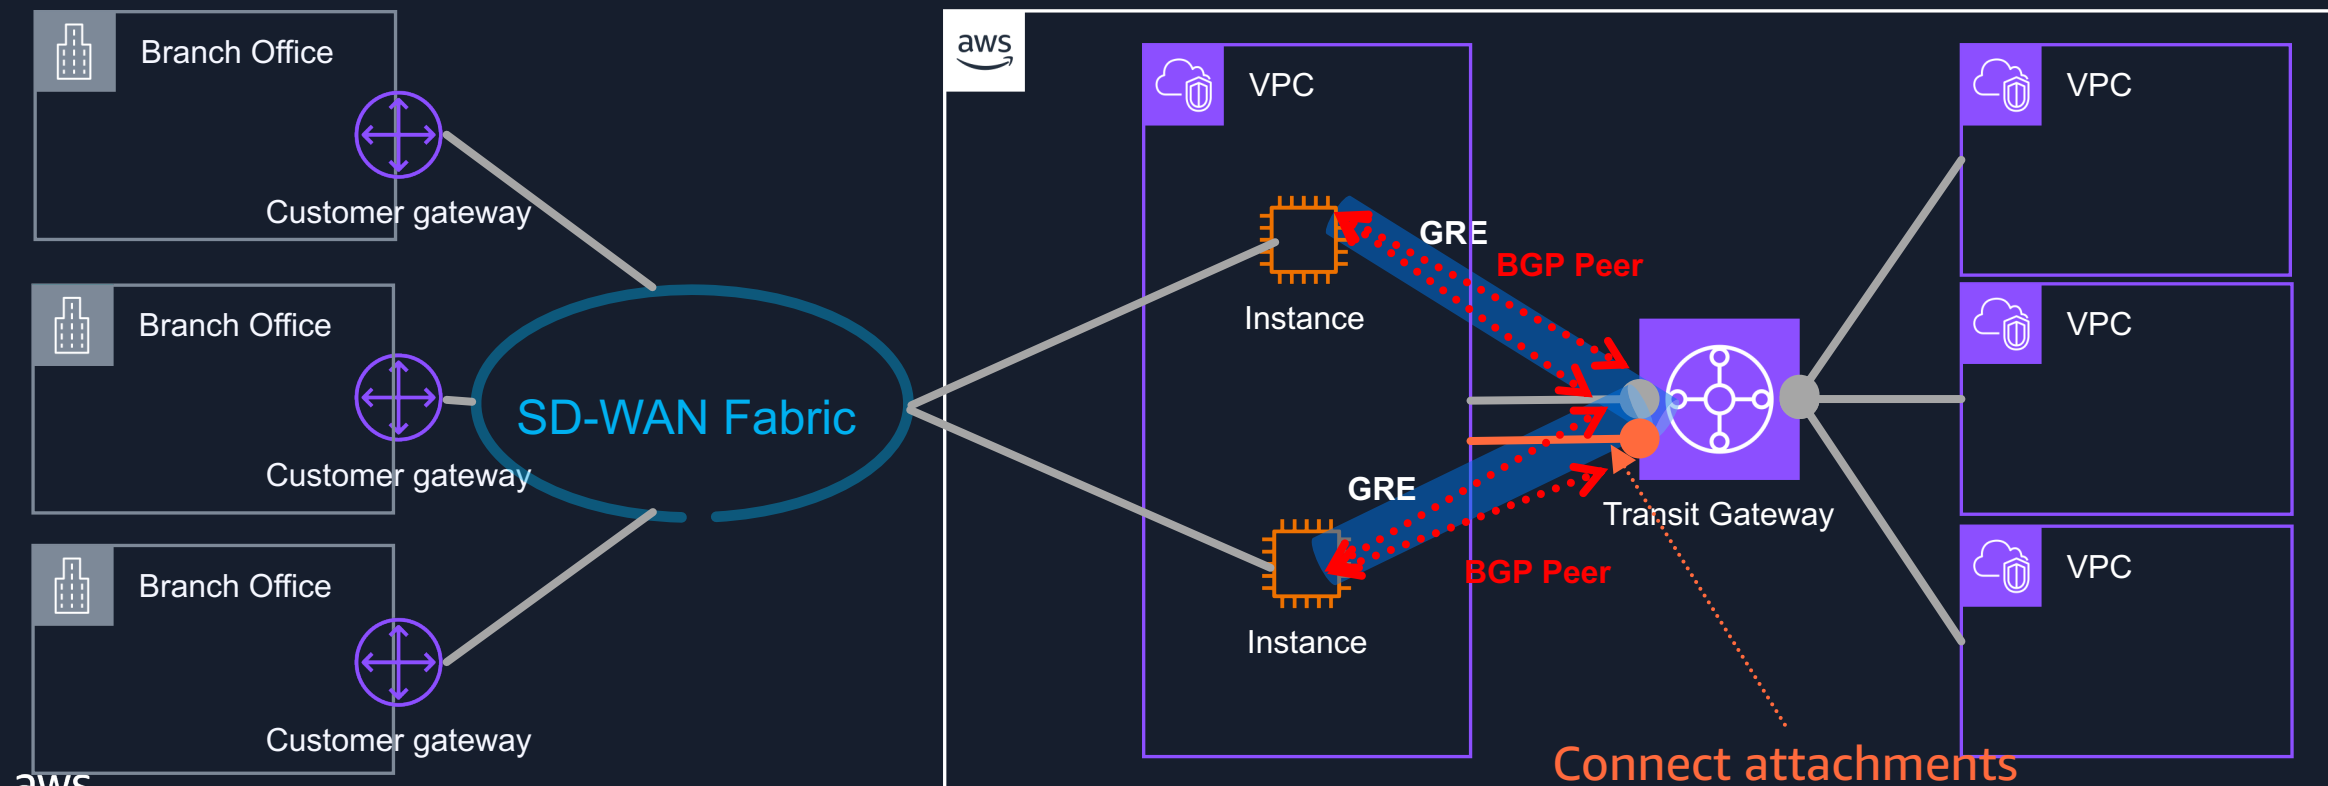 Branch Office
Customer gateway
Branch Office
Customer gateway
Branch Office
Customer gateway
SD-WAN Fabric
aws
VPC
Instance
GRE
BGP Peer
GRE
BGP Peer
Instance
Transit Gateway
Connect attachments
VPC
VPC
VPC
aws